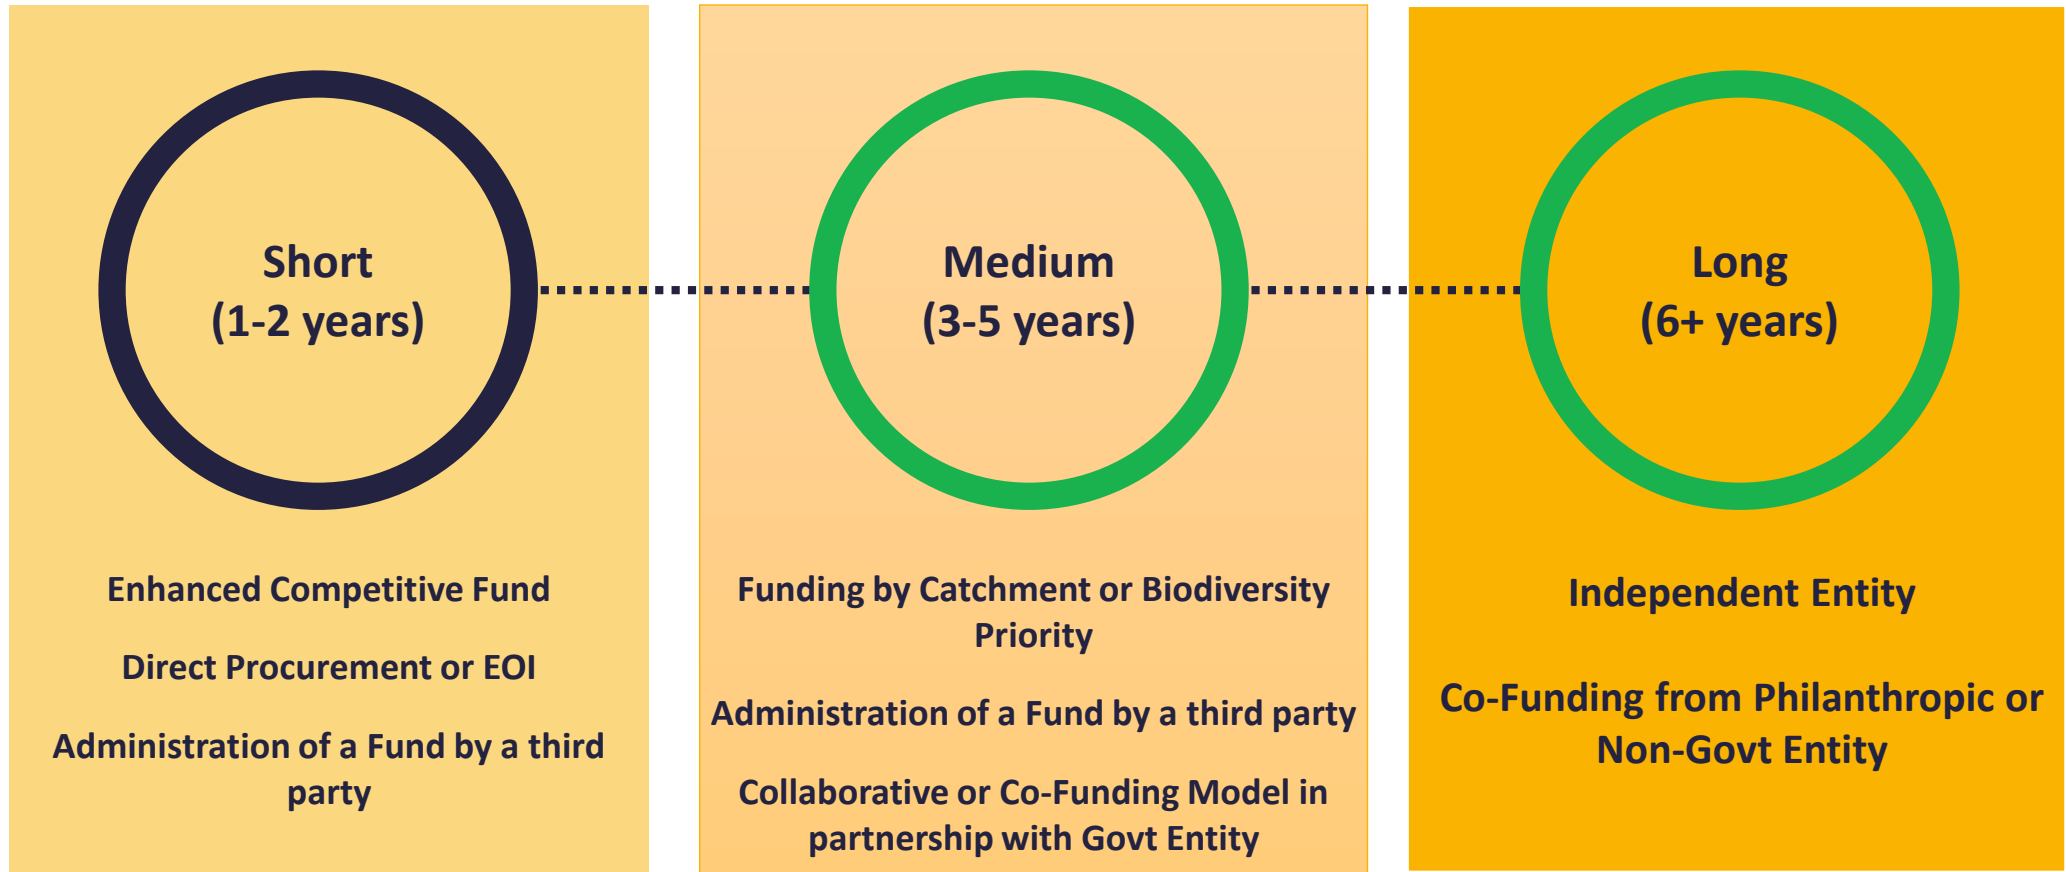 Short
(1-2 years)
Enhanced Competitive Fund
Direct Procurement or EOI
Administration of a Fund by a third
party
Medium
(3-5 years)
Funding by Catchment or Biodiversity
Priority
Administration of a Fund by a third party
Collaborative or Co-Funding Model in
partnership with Govt Entity
Long
(6+ years)
Independent Entity
Co-Funding from Philanthropic or
Non-Govt Entity